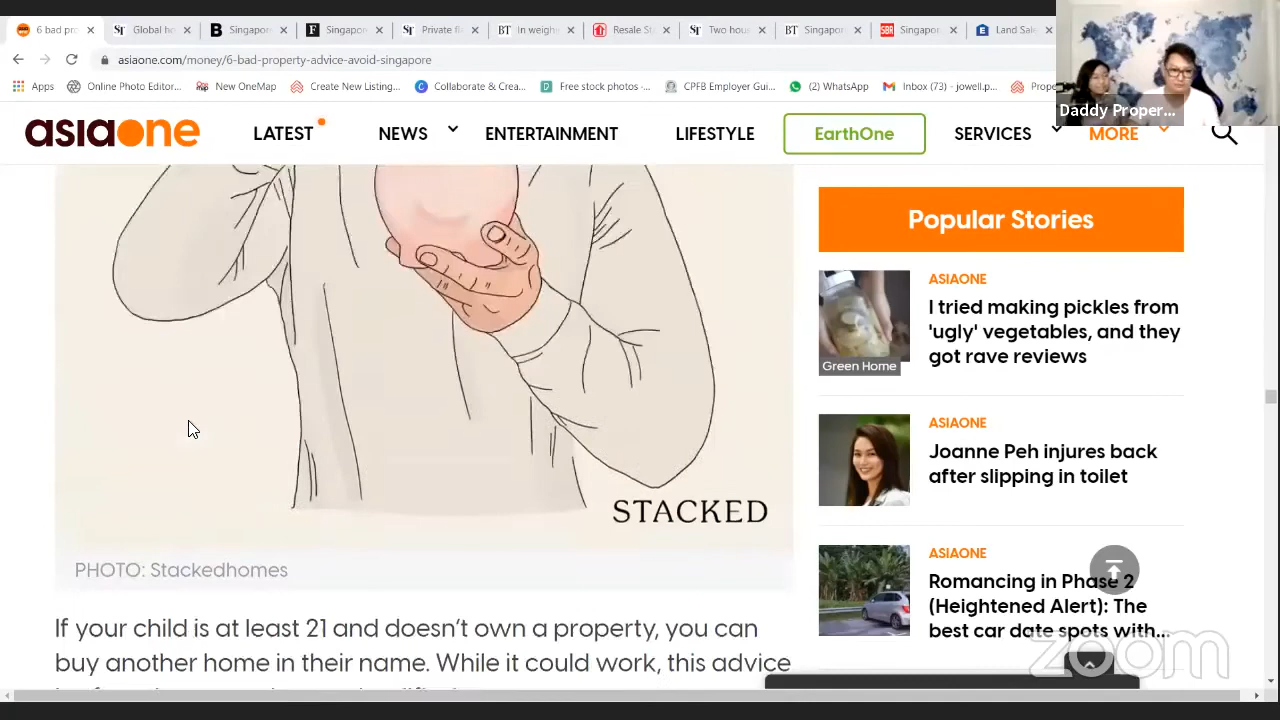 6 bad pr
Global h
Singapor
Singapor
Private R
In weigh
Resale St
Two hou
Singapor
Singapor
Land Sal
asiaone.com/money/6-bad-property-advice-avoid-singapore
Apps
Online Photo Editor...
New OneMap
Create New Listing...
Collaborate & Crea...
Free stock photos ·...
CPFB Employer Gui...
(2) WhatsApp
Inbox (73) - jowell.p...
Prope
Daddy Proper...
asiaone
LATEST
NEWS
ENTERTAINMENT
LIFESTYLE
EarthOne
SERVICES
MORE
Popular Stories
ASIAONE
I tried making pickles from
'ugly' vegetables, and they
got rave reviews
Green Home
ASIAONE
Joanne Peh injures back
after slipping in toilet
STACKED
PHOTO: Stackedhomes
ASIAONE
Romancing in Phase 2
(Heightened Alert): The
best car date spots with...
If your child is at least 21 and doesn't own a property, you can
buy another home in their name. While it could work, this advice
zoom